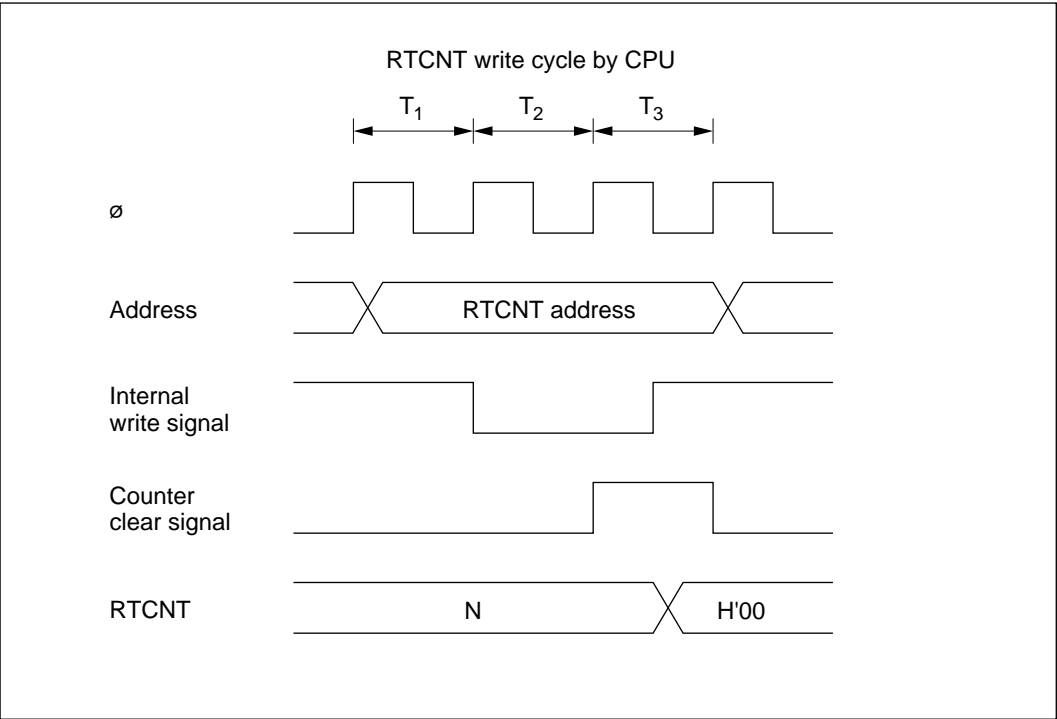 RTCNT write cycle by CPU
T1 T2 T3
ø
Address RTCNT address
Internal
write signal
Counter
clear signal
RTCNT N H'00